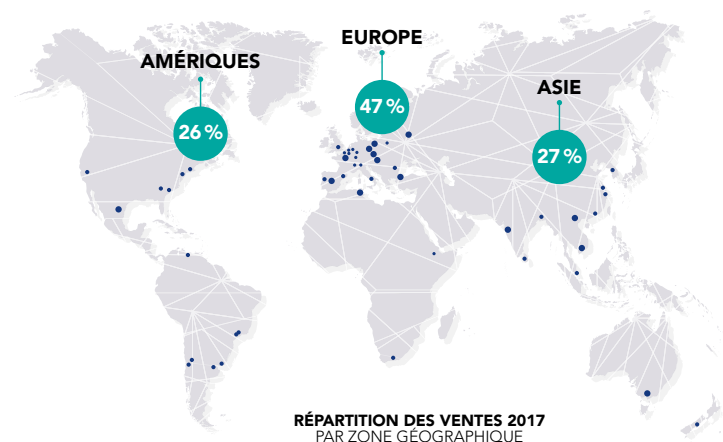 EUROPE
47 %
AMÉRIQUES
26 %
ASIE
27 %
RÉPARTITION DES VENTES 2017
PAR ZONE GÉOGRAPHIQUE